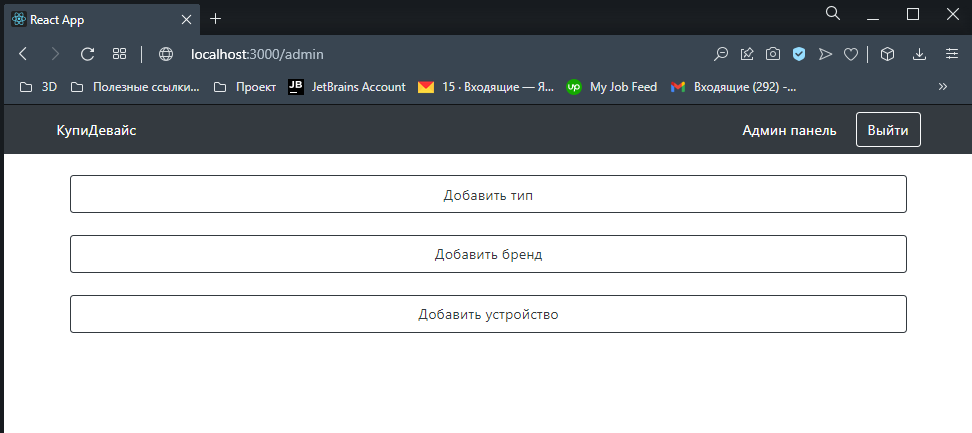 React App
localhost:3000/admin
3D Полезные ссылки... Проект JB JetBrains Account 15 · Входящие — Я... up My Job Feed Входящие (292) -...
КупиДевайс Админ панель Выйти
Добавить тип
Добавить бренд
Добавить устройство